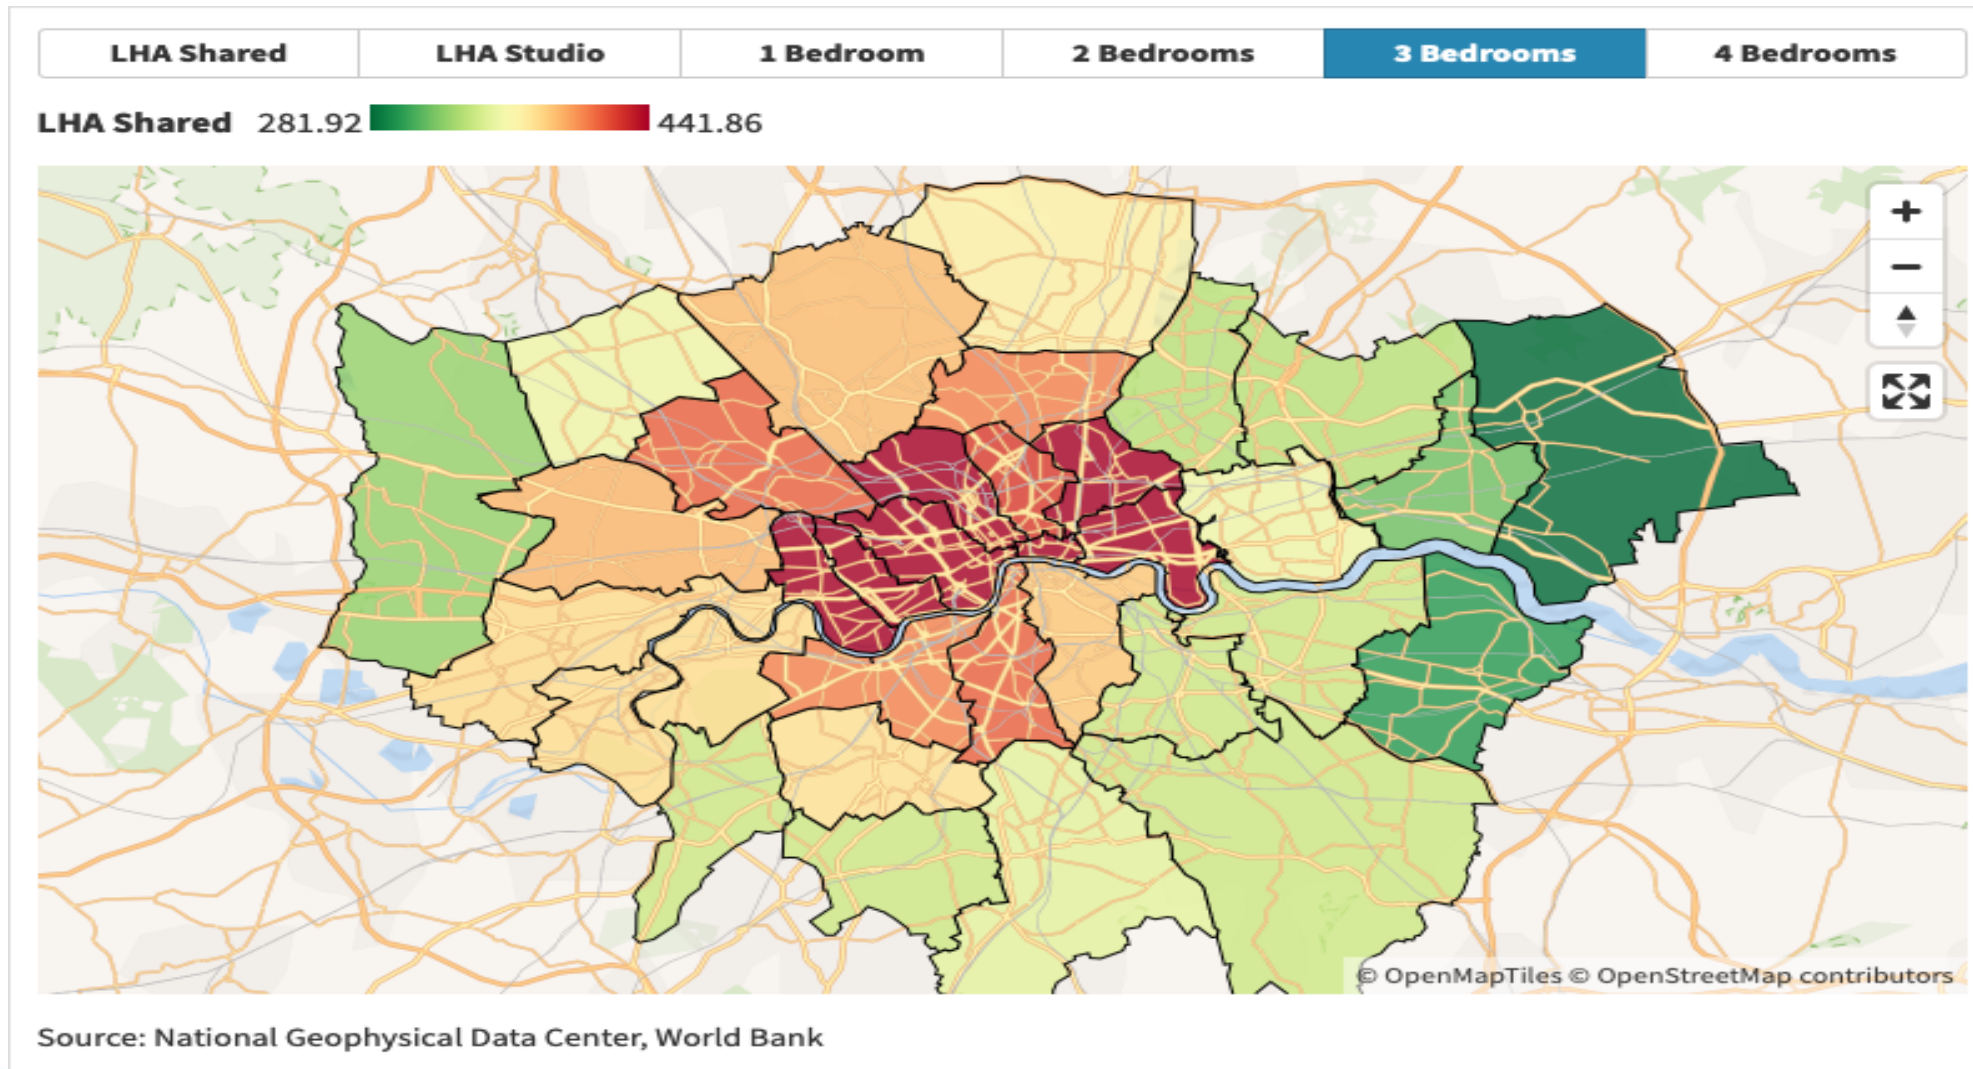 LHA Shared LHA Studio 1 Bedroom 2 Bedrooms 3 Bedrooms 4 Bedrooms
LHA Shared 281.92 441.86
+
−
© OpenMapTiles © OpenStreetMap contributors
Source: National Geophysical Data Center, World Bank